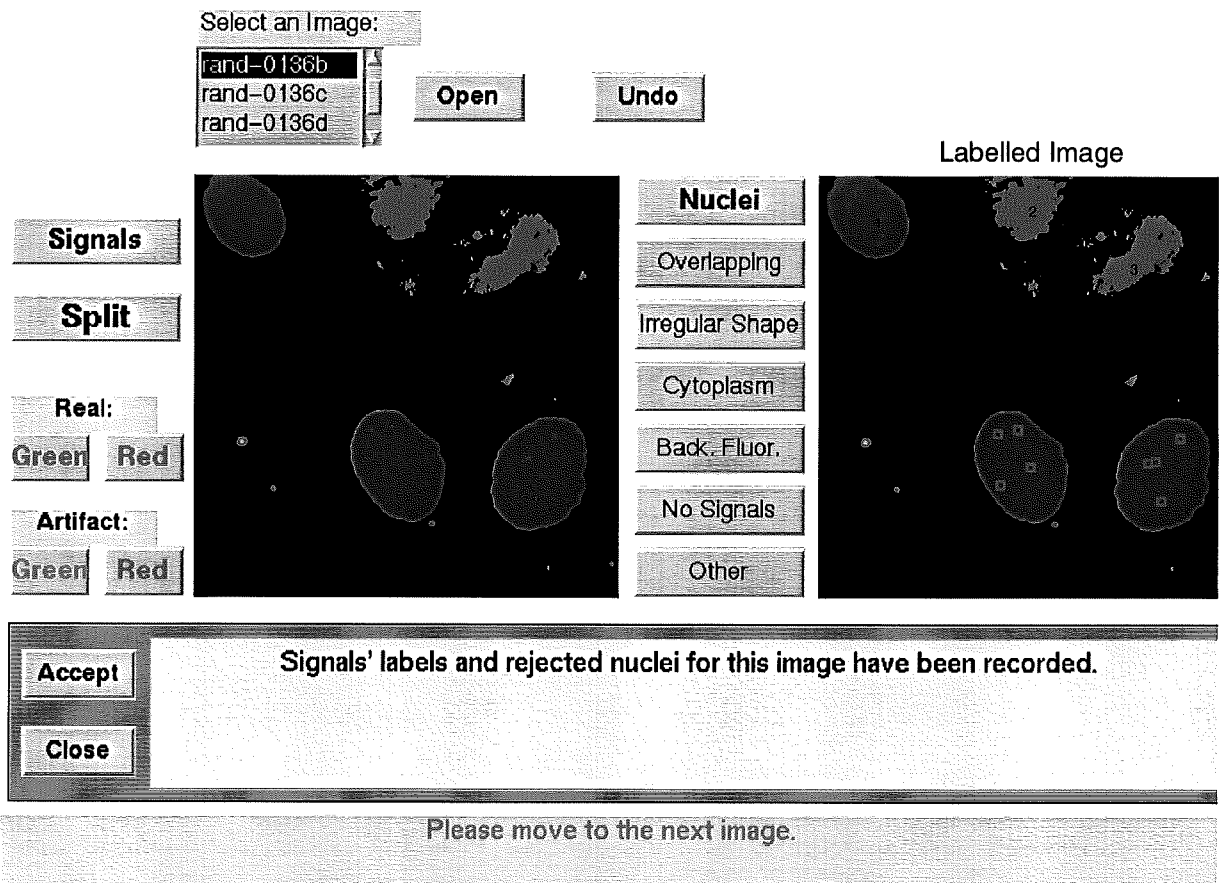 Select an Image:
rand-0136b
rand-0136c
rand-0136d
Open
Undo
Labelled Image
Signals
Split
Real:
Green
Red
Artifact:
Green
Red
Nuclei
Overlapping
Irregular Shape
Cytoplasm
Back. Fluor.
No Signals
Other
2
3
Accept
Close
Signals' labels and rejected nuclei for this image have been recorded.
Please move to the next image.